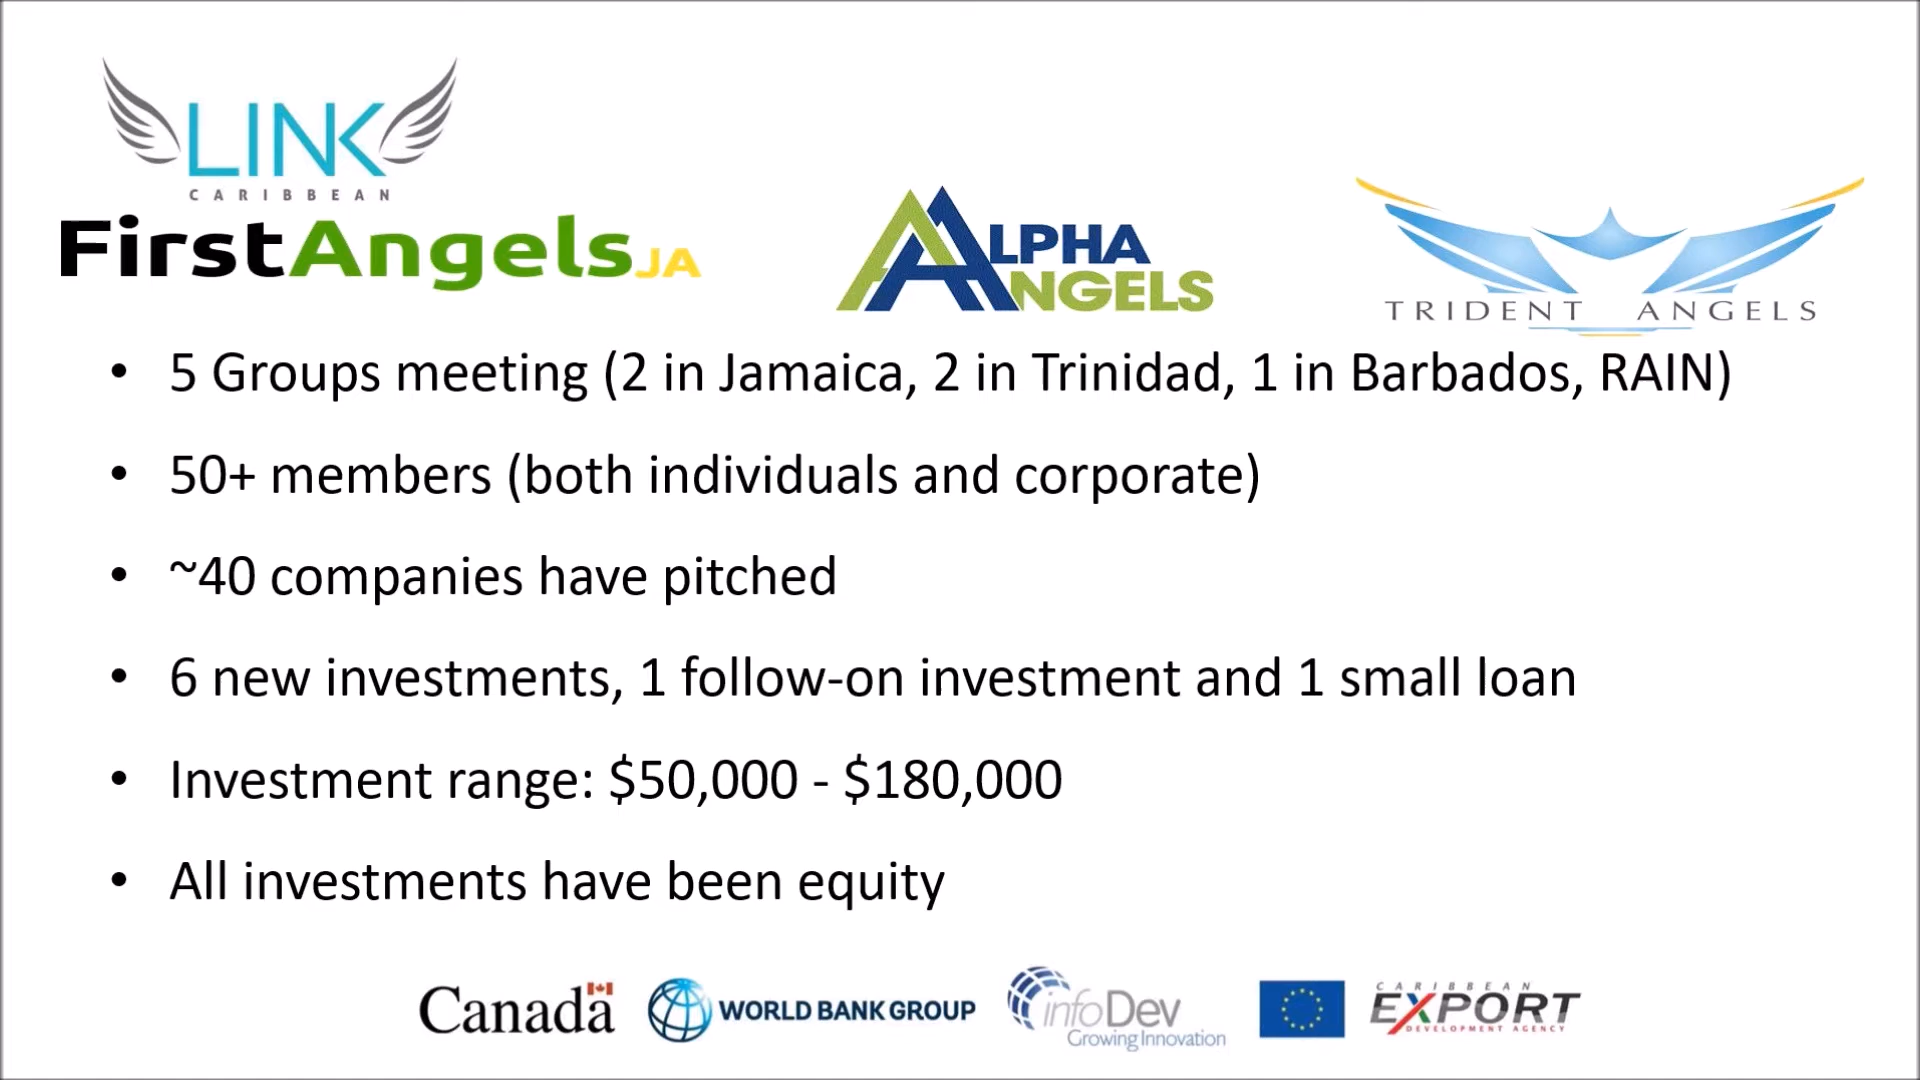 LINK
CARIBBEAN
FirstAngelsJA
ALPHA
ANGELS
TRIDENT ANGELS
• 5 Groups meeting (2 in Jamaica, 2 in Trinidad, 1 in Barbados, RAIN)
• 50+ members (both individuals and corporate)
• ~40 companies have pitched
• 6 new investments, 1 follow-on investment and 1 small loan
• Investment range: $50,000 - $180,000
• All investments have been equity
Canada
WORLD BANK GROUP
infoDev
Growing Innovation
CARIBBEAN
EXPORT
DEVELOPMENT AGENCY